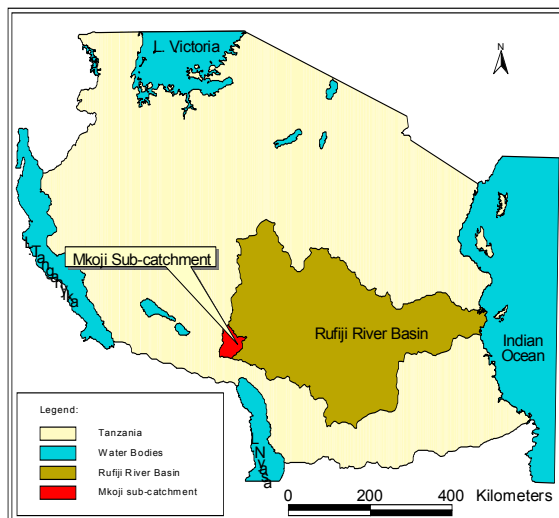 L. Victoria
N
L. Tanganyika
Mkoji Sub-catchment
Rufiji River Basin
Indian
Ocean
L. Nyasa
Legend:
Tanzania
Water Bodies
Rufiji River Basin
Mkoji sub-catchment
0 200 400 Kilometers